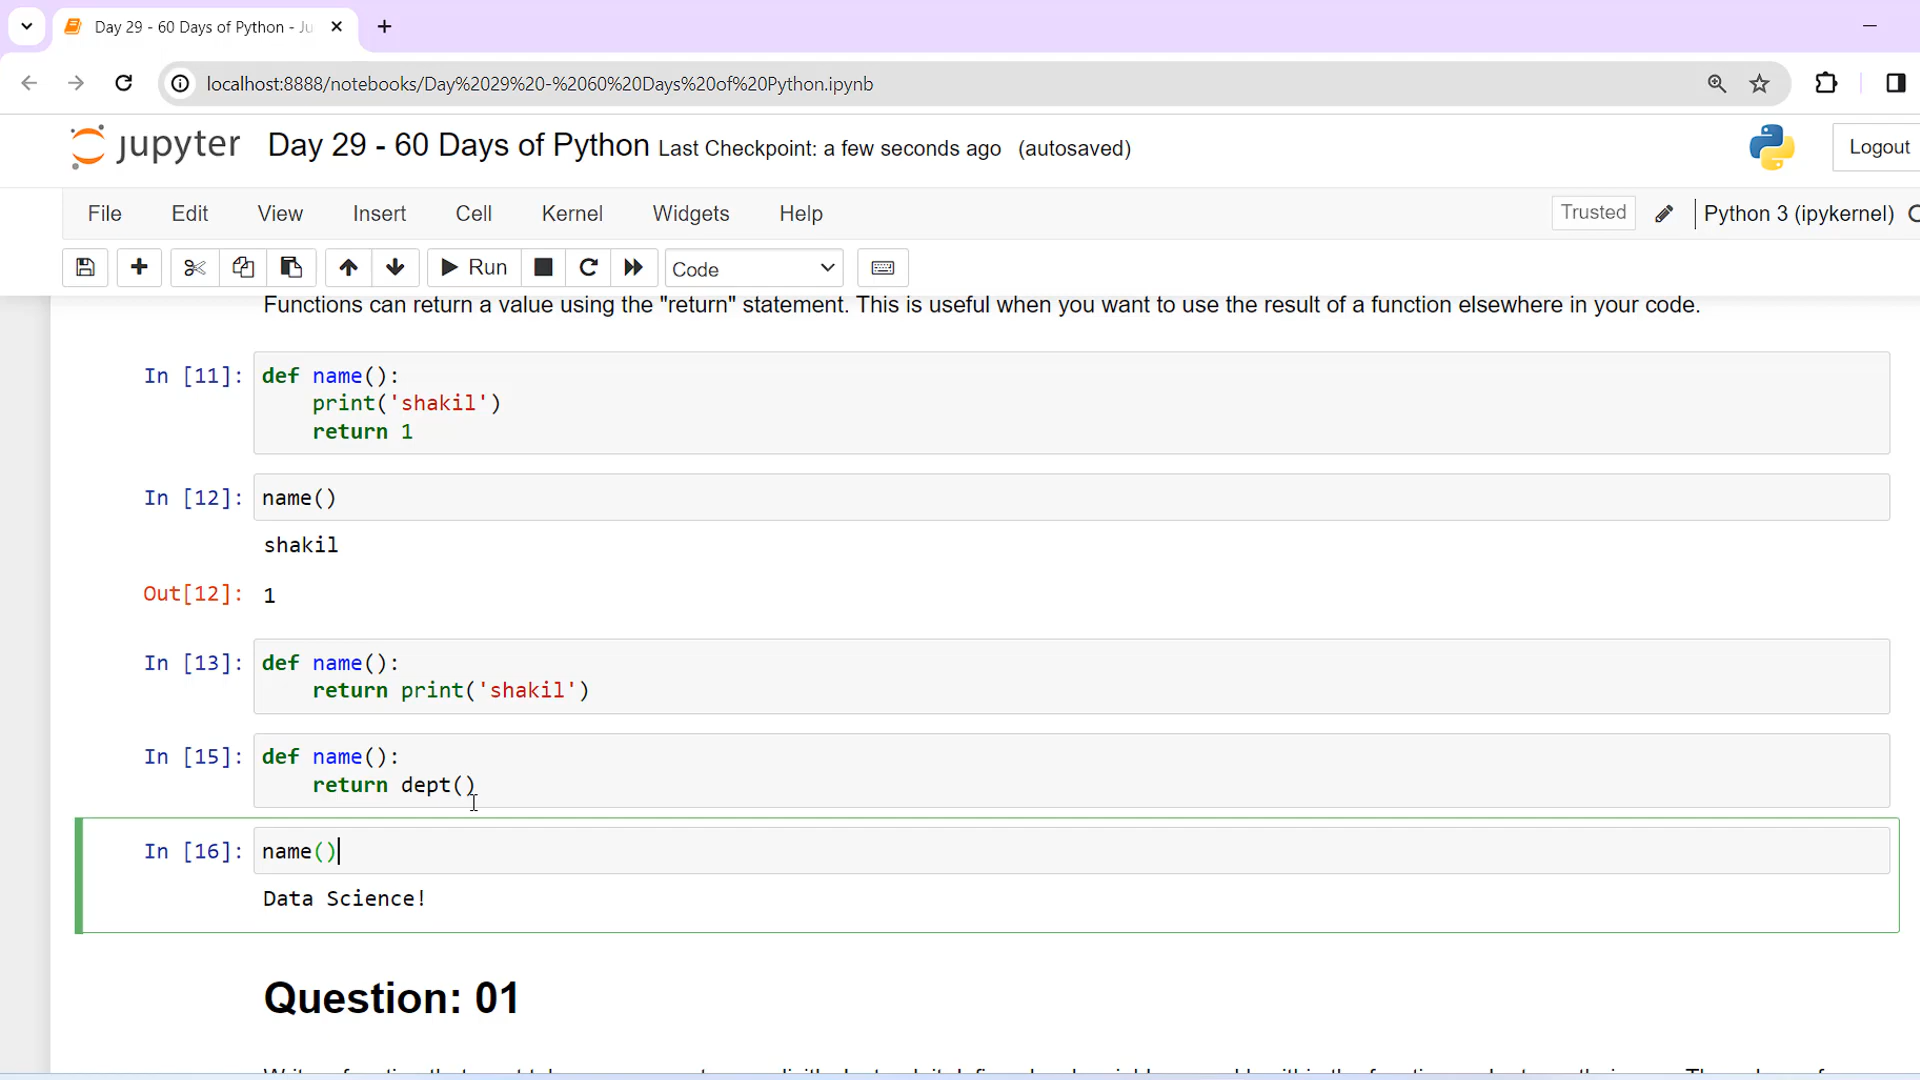 Day 29 - 60 Days of Python - Ju
localhost:8888/notebooks/Day%2029%20-%2060%20Days%20of%20Python.ipynb
jupyter Day 29 - 60 Days of Python Last Checkpoint: a few seconds ago (autosaved) Logout
File Edit View Insert Cell Kernel Widgets Help Trusted Python 3 (ipykernel)
Run Code
Functions can return a value using the "return" statement. This is useful when you want to use the result of a function elsewhere in your code.
In [11]: def name():
print('shakil')
return 1
In [12]: name()
shakil
Out[12]: 1
In [13]: def name():
return print('shakil')
In [15]: def name():
return dept()
In [16]: name()
Data Science!
Question: 01